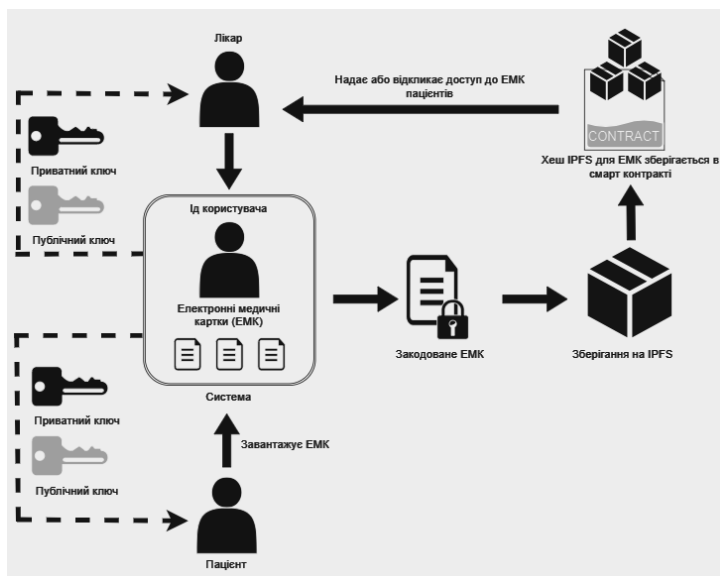 Лікар
Надає або відкликає доступ до ЕМК
пацієнтів
CONTRACT
Хеш IPFS для ЕМК зберігається в
смарт контракті
Приватний ключ
Публічний ключ
Ід користувача
Електронні медичні
картки (ЕМК)
Система
Закодоване ЕМК
Зберігання на IPFS
Приватний ключ
Публічний ключ
Завантажує ЕМК
Пацієнт